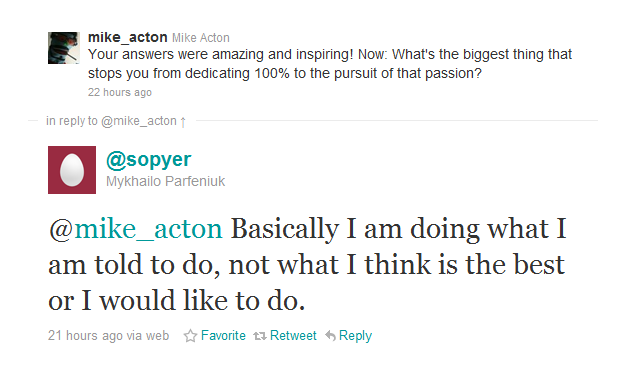 mike_acton Mike Acton
Your answers were amazing and inspiring! Now: What's the biggest thing that
stops you from dedicating 100% to the pursuit of that passion?
22 hours ago
in reply to @mike_acton ↑
@sopyer
Mykhailo Parfeniuk
@mike_acton Basically I am doing what I
am told to do, not what I think is the best
or I would like to do.
21 hours ago via web Favorite Retweet Reply